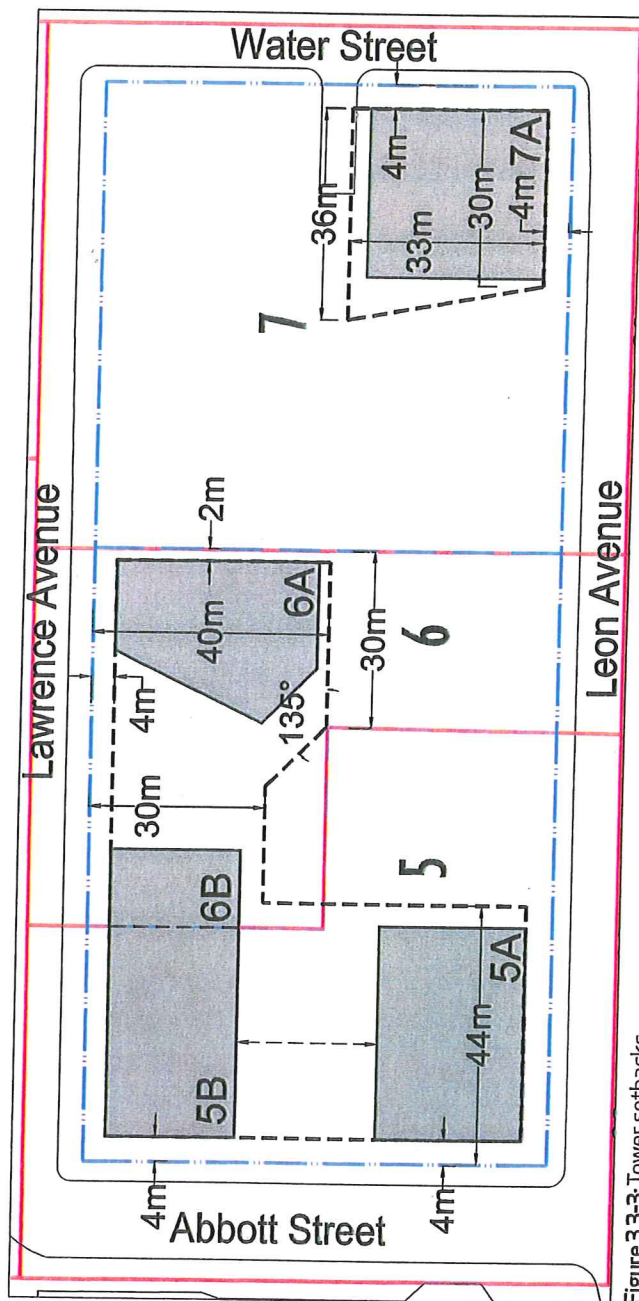 Lawrence Avenue
Water Street
Abbott Street
Leon Avenue
4m
30m
40m
2m
135°
30m
6A
6B
5B
5A
6
5
7
36m
33m
4m
30m
4m
7A
44m
4m
4m
Figure 3.3-3: Tower setbacks